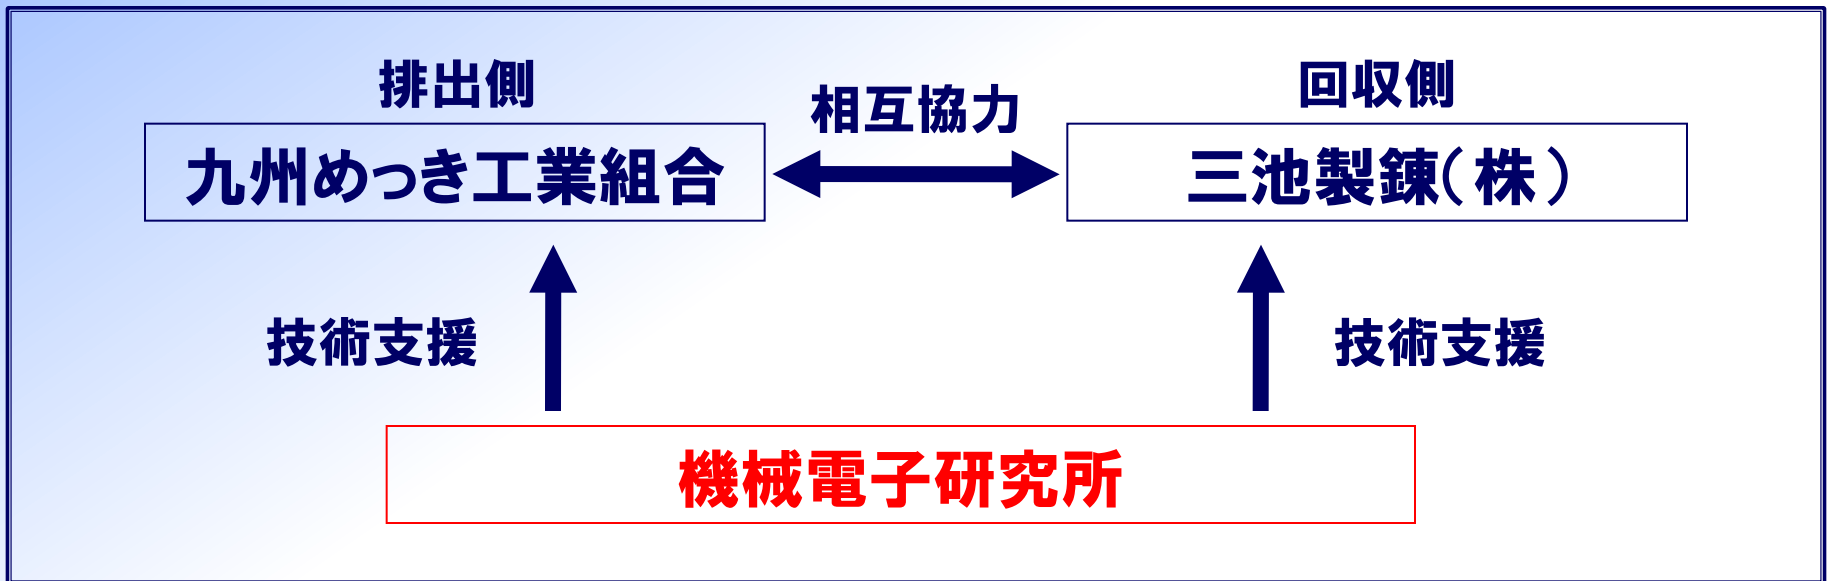 排出側
九州めっき工業組合
相互協力
回収側
三池製錬(株)
技術支援
技術支援
機械電子研究所